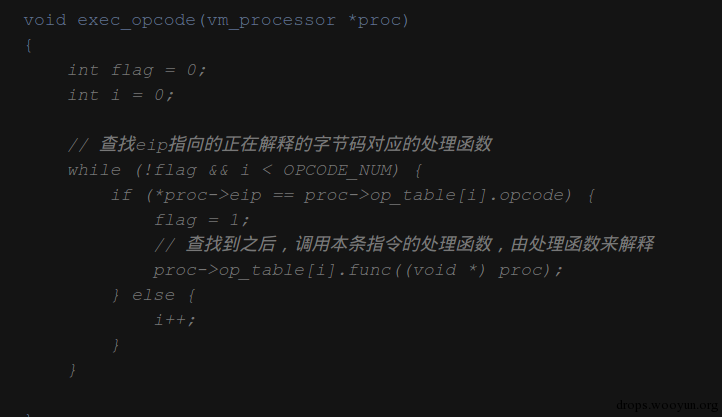 void exec_opcode(vm_processor *proc)
{
    int flag = 0;
    int i = 0;

    // 查找eip指向的正在解释的字节码对应的处理函数
    while (!flag && i < OPCODE_NUM) {
        if (*proc->eip == proc->op_table[i].opcode) {
            flag = 1;
            // 查找到之后，调用本条指令的处理函数，由处理函数来解释
            proc->op_table[i].func((void *) proc);
        } else {
            i++;
        }
    }

drops.wooyun.org
}